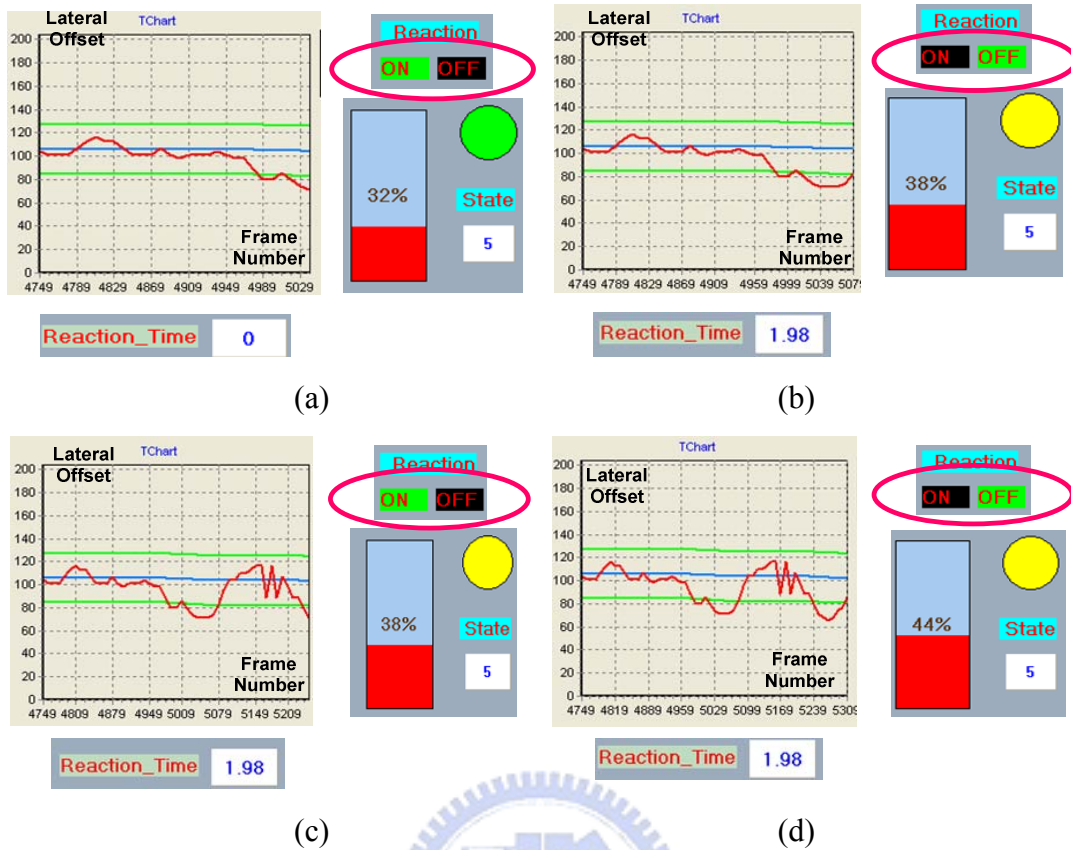 Lateral
Offset
TChart
200
180
160
140
120
100
80
60
40
20
0
4749 4789 4829 4869 4909 4949 4989 5029
Frame
Number
Reaction
ON OFF
32%
State
5
Reaction_Time 0
(a)
Lateral
Offset
TChart
200
180
160
140
120
100
80
60
40
20
0
4749 4789 4829 4869 4909 4959 4999 5039 5079
Frame
Number
Reaction
ON OFF
38%
State
5
Reaction_Time 1.98
(b)
Lateral
Offset
TChart
200
180
160
140
120
100
80
60
40
20
0
4749 4809 4879 4949 5009 5079 5149 5209
Frame
Number
Reaction
ON OFF
38%
State
5
Reaction_Time 1.98
(c)
Lateral
Offset
TChart
200
180
160
140
120
100
80
60
40
20
0
4749 4819 4889 4959 5029 5099 5169 5239 5309
Frame
Number
Reaction
ON OFF
44%
State
5
Reaction_Time 1.98
(d)